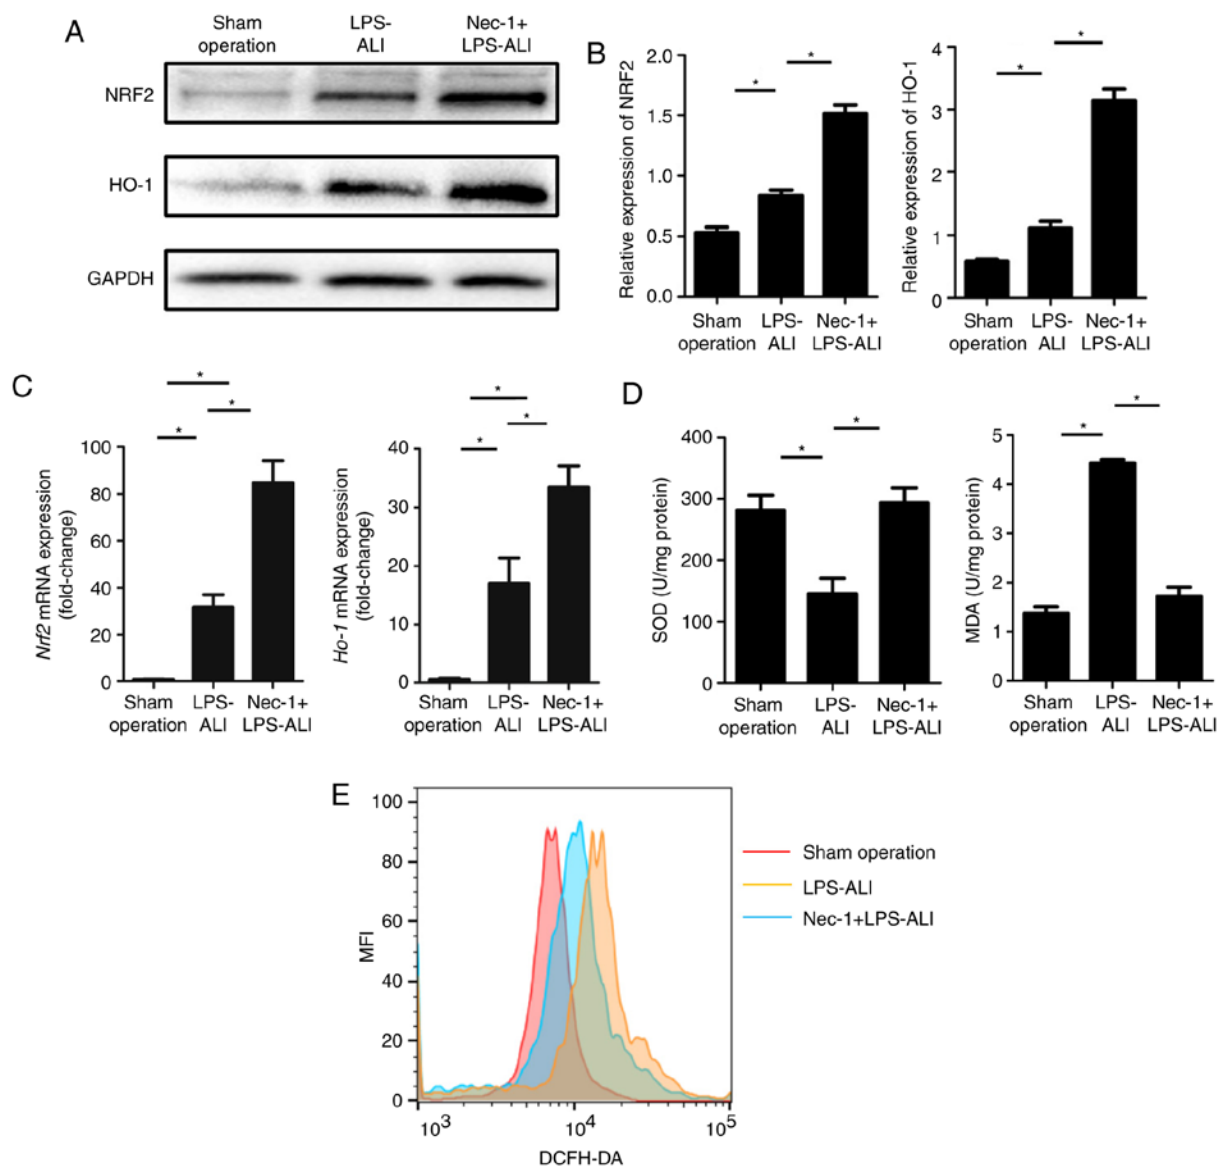 A
Sham
operation
LPS-
ALI
Nec-1+
LPS-ALI
NRF2
HO-1
GAPDH
B
Relative expression of NRF2
2.0
1.5
1.0
0.5
0.0
*
*
Sham
operation
LPS-
ALI
Nec-1+
LPS-ALI
Relative expression of HO-1
4
3
2
1
0
*
*
Sham
operation
LPS-
ALI
Nec-1+
LPS-ALI
C
Nrf2 mRNA expression
(fold-change)
100
80
60
40
20
0
*
*
*
Sham
operation
LPS-
ALI
Nec-1+
LPS-ALI
Ho-1 mRNA expression
(fold-change)
40
30
20
10
0
*
*
*
Sham
operation
LPS-
ALI
Nec-1+
LPS-ALI
D
SOD (U/mg protein)
400
300
200
100
0
*
*
Sham
operation
LPS-
ALI
Nec-1+
LPS-ALI
MDA (U/mg protein)
5
4
3
2
1
0
*
*
Sham
operation
LPS-
ALI
Nec-1+
LPS-ALI
E
MFI
100
80
60
40
20
0
10³
10⁴
10⁵
DCFH-DA
Sham operation
LPS-ALI
Nec-1+LPS-ALI